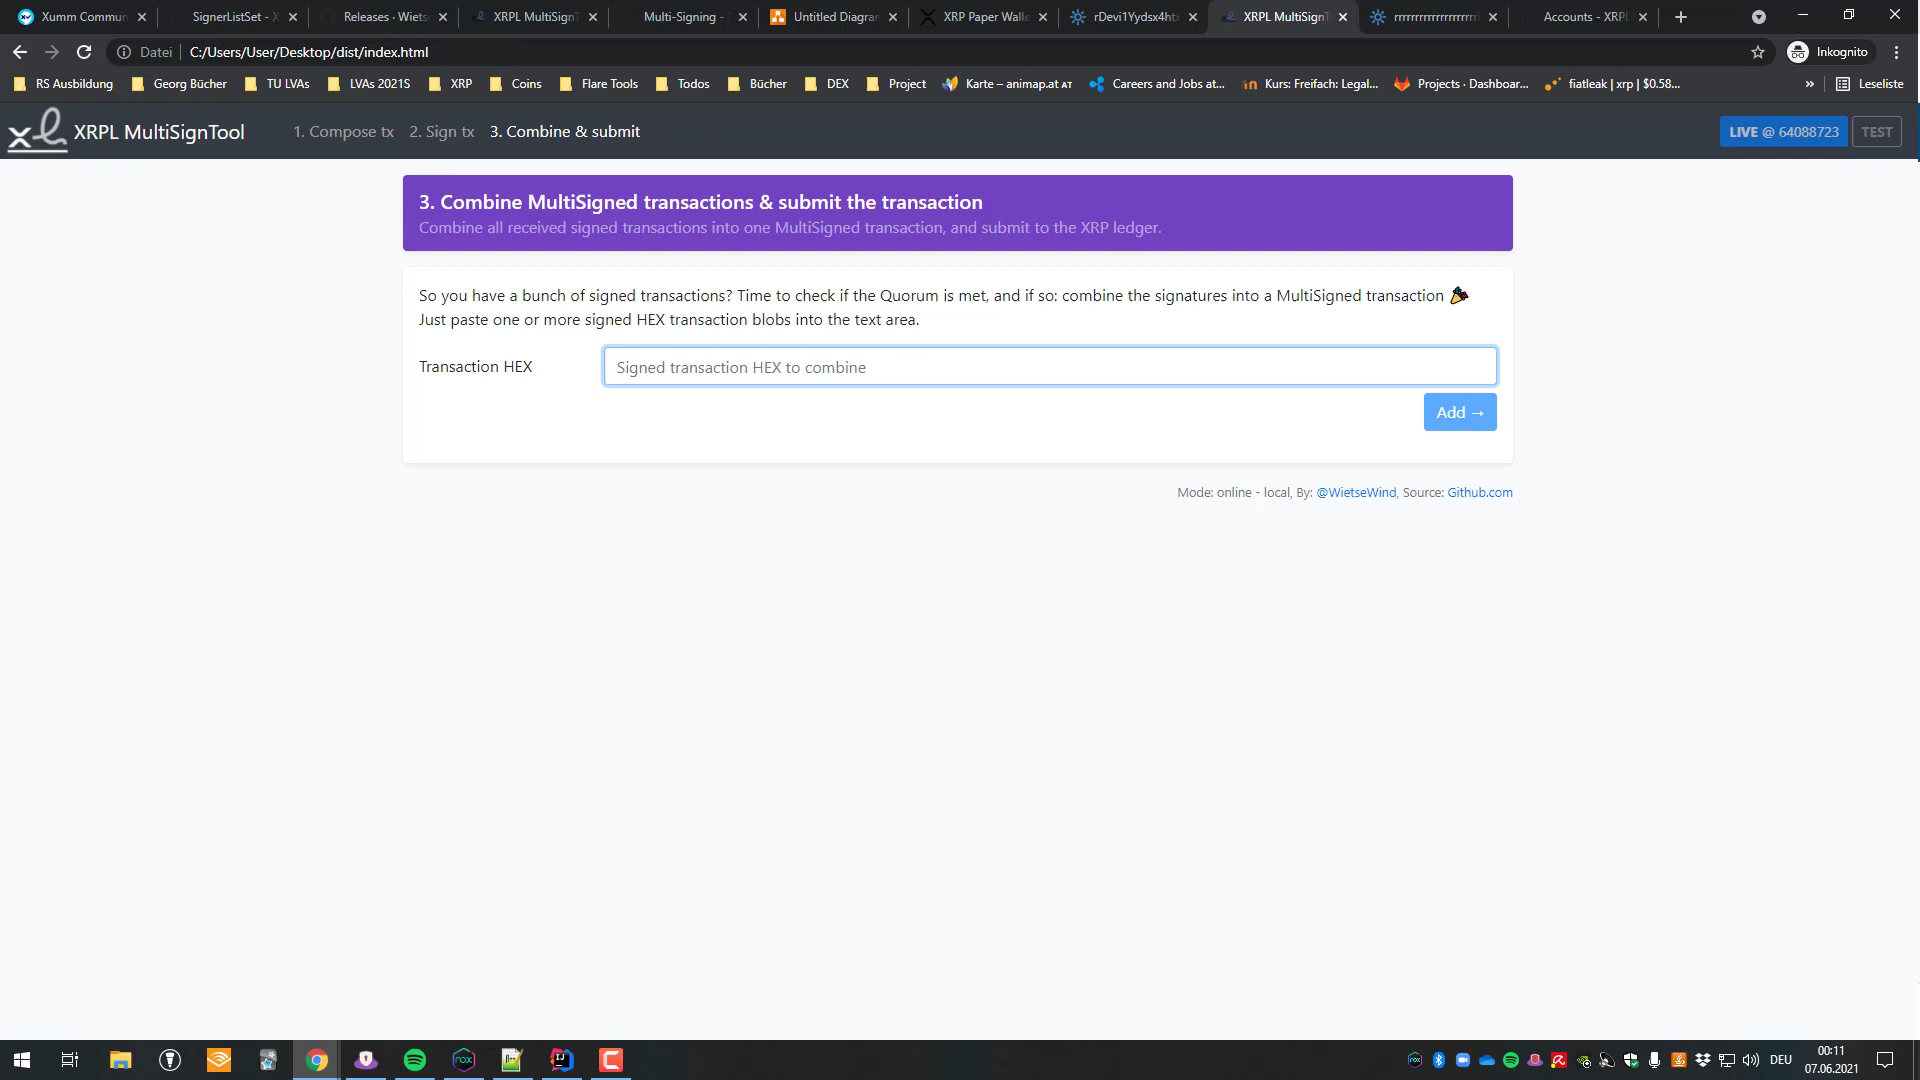 Xumm Commun
SignerListSet - X
Releases · Wiets
XRPL MultiSignT
Multi-Signing -
Untitled Diagran
XRP Paper Walle
rDevi1Yydsx4ht
XRPL MultiSignT
Accounts - XRPL
Datei
C:/Users/User/Desktop/dist/index.html
Inkognito
RS Ausbildung
Georg Bücher
TU LVAs
LVAs 2021S
XRP
Coins
Flare Tools
Todos
Bücher
DEX
Project
Karte – animap.at AT
Careers and Jobs at...
Kurs: Freifach: Legal...
Projects · Dashboar...
fiatleak | xrp | $0.58...
»
Leseliste
XRPL MultiSignTool
1. Compose tx
2. Sign tx
3. Combine & submit
LIVE @ 64088723
TEST
3. Combine MultiSigned transactions & submit the transaction
Combine all received signed transactions into one MultiSigned transaction, and submit to the XRP ledger.
So you have a bunch of signed transactions? Time to check if the Quorum is met, and if so: combine the signatures into a MultiSigned transaction 🎉
Just paste one or more signed HEX transaction blobs into the text area.
Transaction HEX
Signed transaction HEX to combine
Add →
Mode: online - local, By: @WietseWind, Source: Github.com
DEU
00:11
07.06.2021